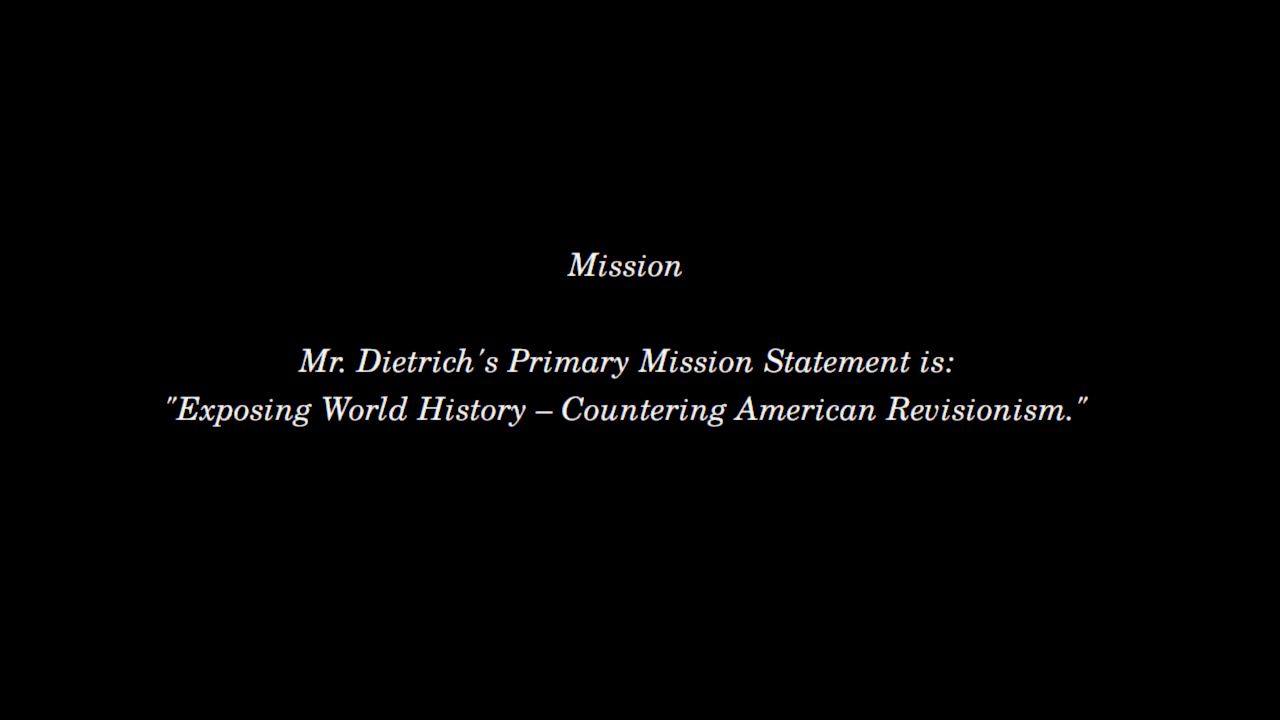 Mission
Mr. Dietrich's Primary Mission Statement is:
"Exposing World History – Countering American Revisionism."